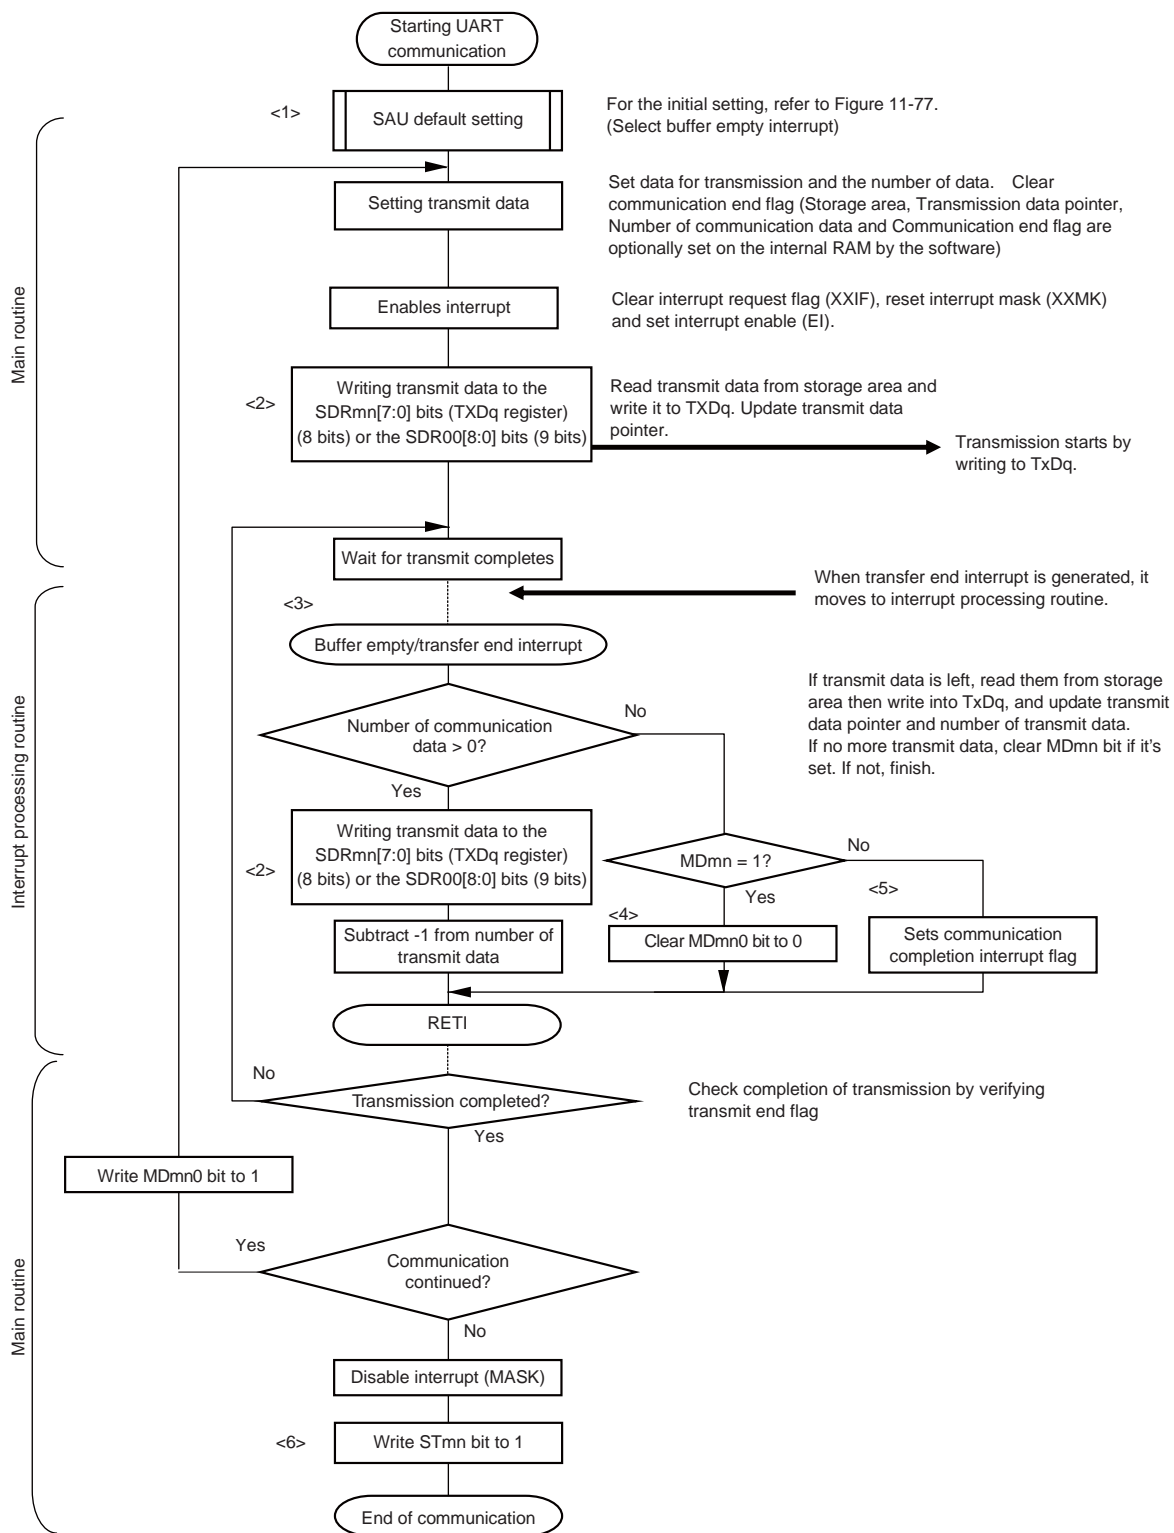 Starting UART
communication
<1>
SAU default setting
For the initial setting, refer to Figure 11-77.
(Select buffer empty interrupt)
Setting transmit data
Set data for transmission and the number of data.   Clear
communication end flag (Storage area, Transmission data pointer,
Number of communication data and Communication end flag are
optionally set on the internal RAM by the software)
Enables interrupt
Clear interrupt request flag (XXIF), reset interrupt mask (XXMK)
and set interrupt enable (EI).
Main routine
<2>
Writing transmit data to the
SDRmn[7:0] bits (TXDq register)
(8 bits) or the SDR00[8:0] bits (9 bits)
Read transmit data from storage area and
write it to TXDq. Update transmit data
pointer.
Transmission starts by
writing to TxDq.
Wait for transmit completes
When transfer end interrupt is generated, it
moves to interrupt processing routine.
<3>
Buffer empty/transfer end interrupt
If transmit data is left, read them from storage
area then write into TxDq, and update transmit
data pointer and number of transmit data.
If no more transmit data, clear MDmn bit if it's
set. If not, finish.
Number of communication
data > 0?
No
Yes
Interrupt processing routine
<2>
Writing transmit data to the
SDRmn[7:0] bits (TXDq register)
(8 bits) or the SDR00[8:0] bits (9 bits)
MDmn = 1?
No
Yes
<5>
<4>
Subtract -1 from number of
transmit data
Clear MDmn0 bit to 0
Sets communication
completion interrupt flag
RETI
No
Transmission completed?
Yes
Check completion of transmission by verifying
transmit end flag
Write MDmn0 bit to 1
Main routine
Yes
Communication
continued?
No
Disable interrupt (MASK)
<6>
Write STmn bit to 1
End of communication